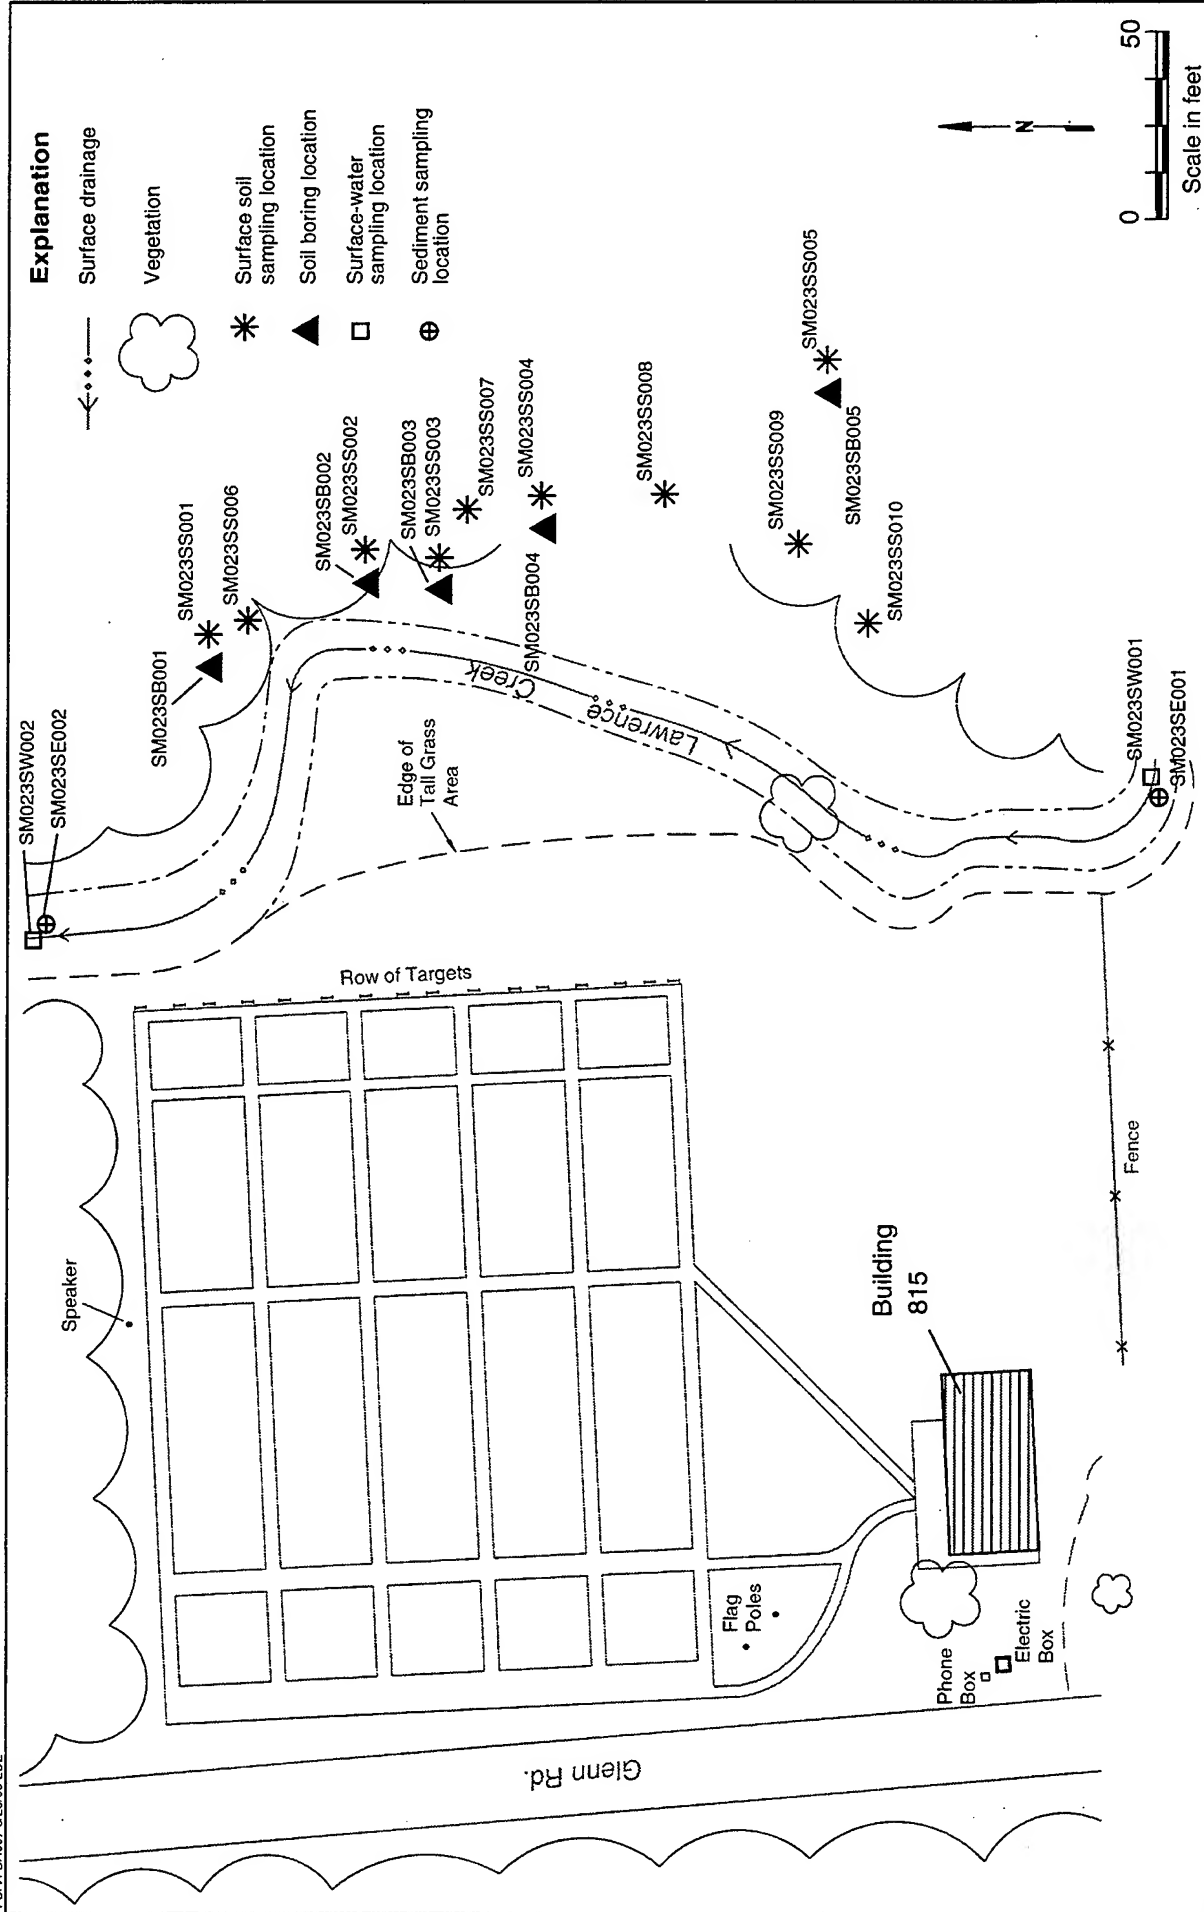 Explanation
Surface drainage
Vegetation
Surface soil
sampling location
Soil boring location
Surface-water
sampling location
Sediment sampling
location
SM023SW002
SM023SE002
SM023SB001
SM023SS001
SM023SS006
SM023SB002
SM023SS002
SM023SB003
SM023SS003
SM023SS007
SM023SB004
SM023SS004
SM023SS008
SM023SS009
SM023SS005
SM023SB005
SM023SS010
SM023SW001
SM023SE001
Lawrence
Creek
Edge of
Tall Grass
Area
Row of Targets
Speaker
Fence
Building
815
Flag
Poles
Phone
Box
Electric
Box
Glenn Rd.
N
0
50
Scale in feet